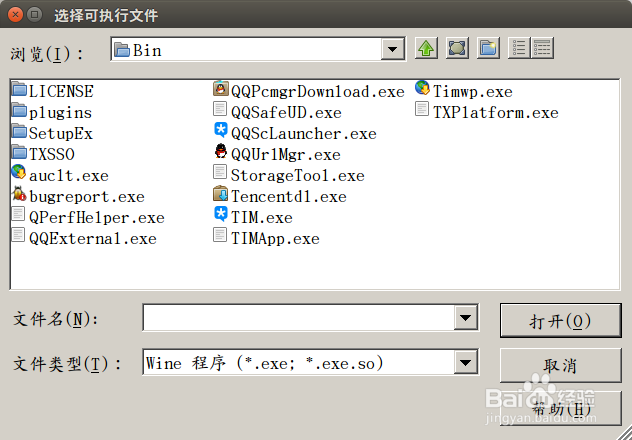 选择可执行文件
浏览(I)：
Bin
LICENSE
plugins
SetupEx
TXSSO
auclt.exe
bugreport.exe
QPerfHelper.exe
QQExternal.exe
QQPcmgrDownload.exe
QQSafeUD.exe
QQScLauncher.exe
QQUrlMgr.exe
StorageTool.exe
Tencentdl.exe
TIM.exe
TIMApp.exe
Timwp.exe
TXPlatform.exe
文件名(N)：
打开(O)
文件类型(T)：
Wine 程序 (*.exe; *.exe.so)
取消
帮助(H)
Baidu经验
jingyan.baidu.com